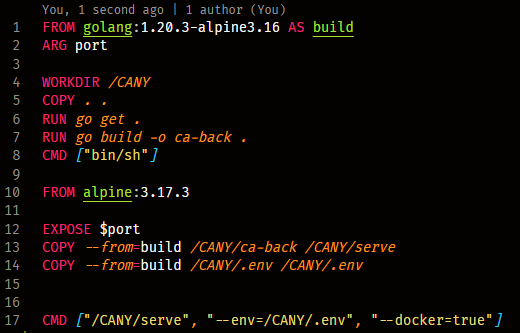 You, 1 second ago | 1 author (You)
1 FROM golang:1.20.3-alpine3.16 AS build
2 ARG port
3
4 WORKDIR /CANY
5 COPY . .
6 RUN go get .
7 RUN go build -o ca-back .
8 CMD ["bin/sh"]
9
10 FROM alpine:3.17.3
11
12 EXPOSE $port
13 COPY --from=build /CANY/ca-back /CANY/serve
14 COPY --from=build /CANY/.env /CANY/.env
15
16
17 CMD ["/CANY/serve", "--env=/CANY/.env", "--docker=true"]